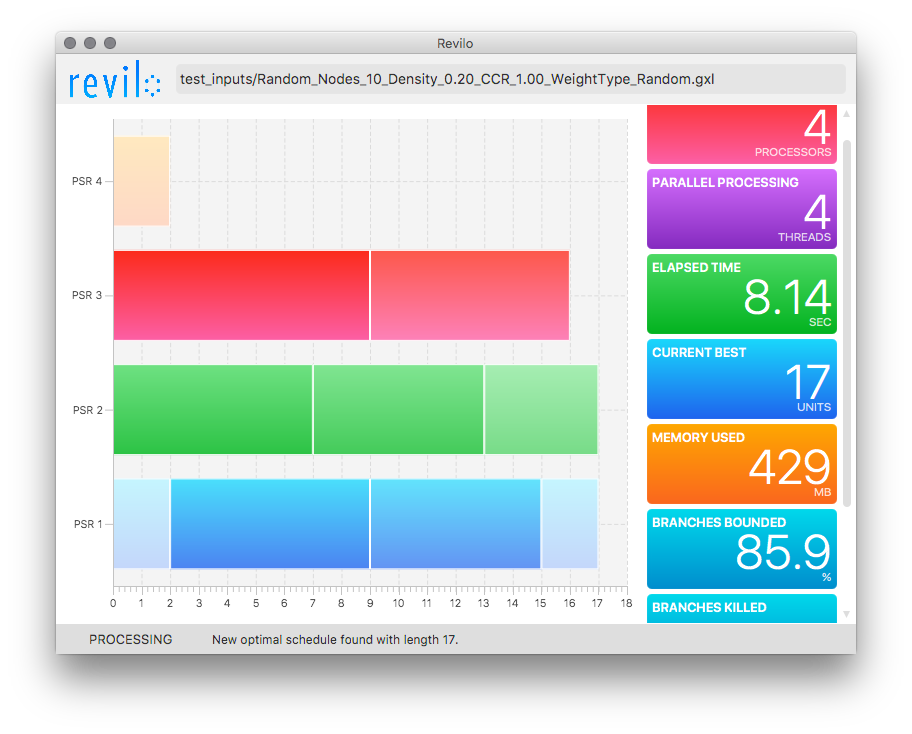 Revilo
revilo
test_inputs/Random_Nodes_10_Density_0.20_CCR_1.00_WeightType_Random.gxl
PSR 4
PSR 3
PSR 2
PSR 1
0 1 2 3 4 5 6 7 8 9 10 11 12 13 14 15 16 17 18
4
PROCESSORS
PARALLEL PROCESSING
4
THREADS
ELAPSED TIME
8.14
SEC
CURRENT BEST
17
UNITS
MEMORY USED
429
MB
BRANCHES BOUNDED
85.9
%
BRANCHES KILLED
PROCESSING New optimal schedule found with length 17.